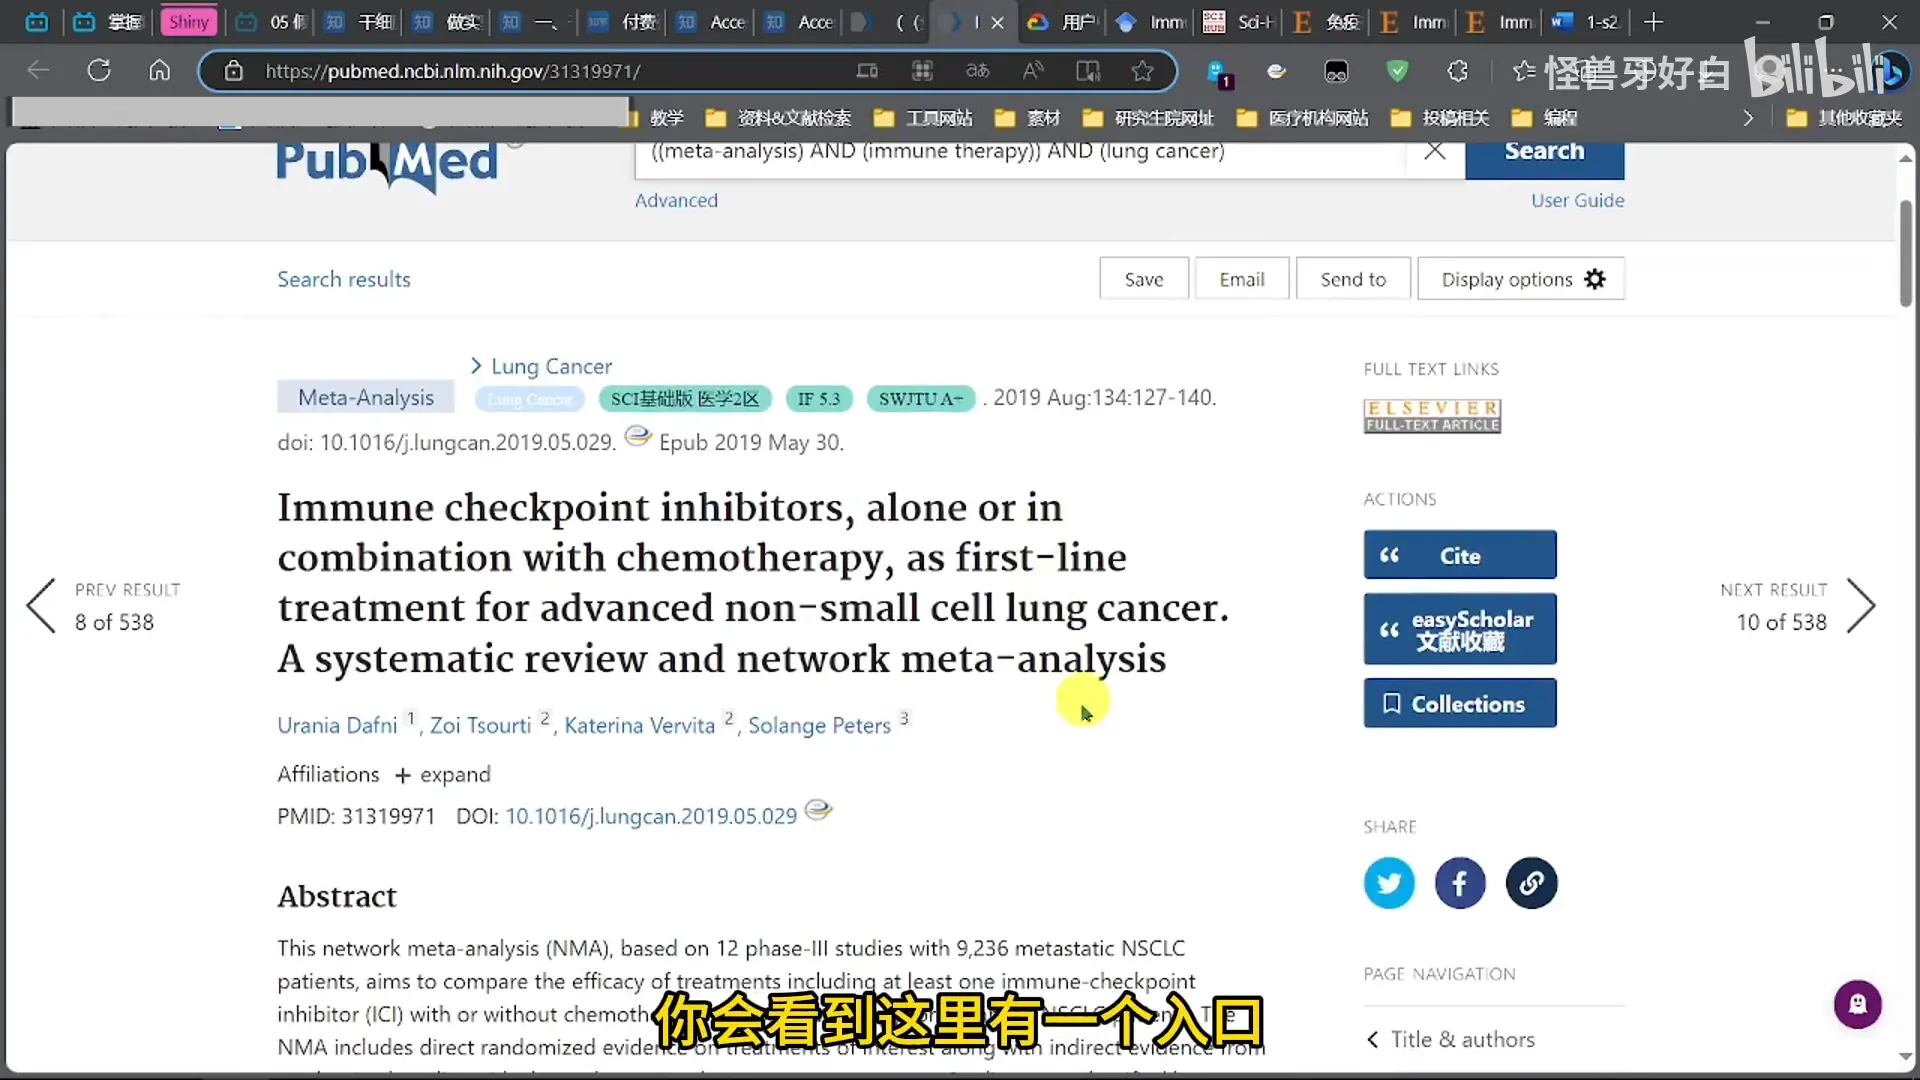 掌握 Shiny 05 干细 做实 一、 付费 Acce Acce 用户 Imm Sci-H 免疫 Imm Imm 1-s2
https://pubmed.ncbi.nlm.nih.gov/31319971/
怪兽牙好白 bilibili
教学 资料&文献检索 工具网站 素材 研究生院网址 医疗机构网站 投稿相关 编程 其他收藏夹
PubMed ((meta-analysis) AND (immune therapy)) AND (lung cancer) Search
Advanced User Guide
Search results Save Email Send to Display options
Lung Cancer
Meta-Analysis Lung Cancer SCI基础版 医学2区 IF 5.3 SWJTU A+ . 2019 Aug:134:127-140.
doi: 10.1016/j.lungcan.2019.05.029. Epub 2019 May 30.
Immune checkpoint inhibitors, alone or in
combination with chemotherapy, as first-line
treatment for advanced non-small cell lung cancer.
A systematic review and network meta-analysis
Urania Dafni 1, Zoi Tsourti 2, Katerina Vervita 2, Solange Peters 3
Affiliations + expand
PMID: 31319971 DOI: 10.1016/j.lungcan.2019.05.029
Abstract
This network meta-analysis (NMA), based on 12 phase-III studies with 9,236 metastatic NSCLC
patients, aims to compare the efficacy of treatments including at least one immune-checkpoint
inhibitor (ICI) with or without
NMA includes direct randomized evidence on treatments of interest along with indirect evidence from
你会看到这里有一个入口
PREV RESULT
8 of 538
NEXT RESULT
10 of 538
FULL TEXT LINKS
ELSEVIER
FULL-TEXT ARTICLE
ACTIONS
Cite
easyScholar
文献收藏
Collections
SHARE
PAGE NAVIGATION
Title & authors